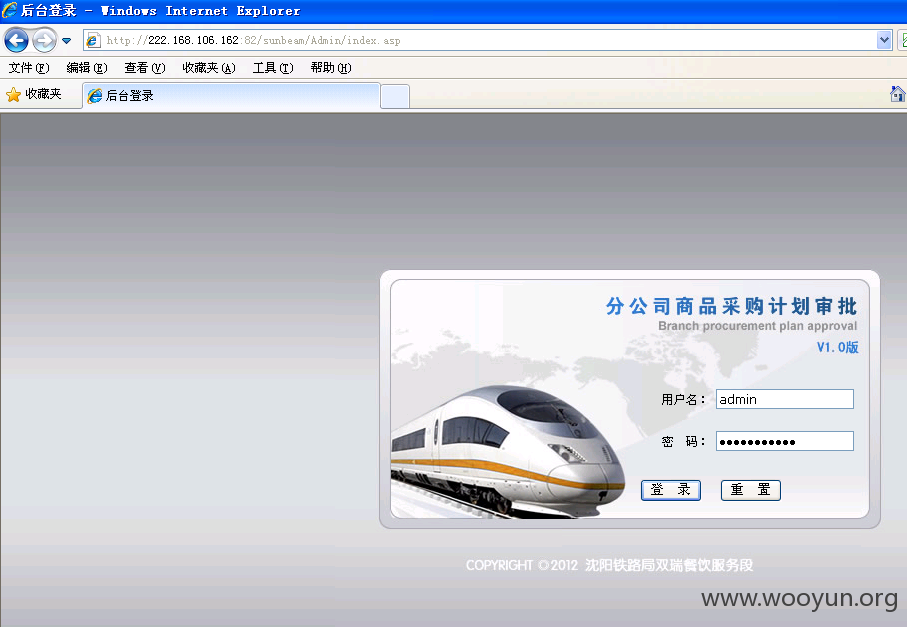 后台登录 - Windows Internet Explorer
http://222.168.106.162:82/sunbeam/Admin/index.asp
文件(F) 编辑(E) 查看(V) 收藏夹(A) 工具(T) 帮助(H)
收藏夹 后台登录
分公司商品采购计划审批
Branch procurement plan approval
V1.0版
用户名： admin
密 码： ●●●●●●●●●●●
登 录 重 置
COPYRIGHT ©2012 沈阳铁路局双瑞餐饮服务段
www.wooyun.org